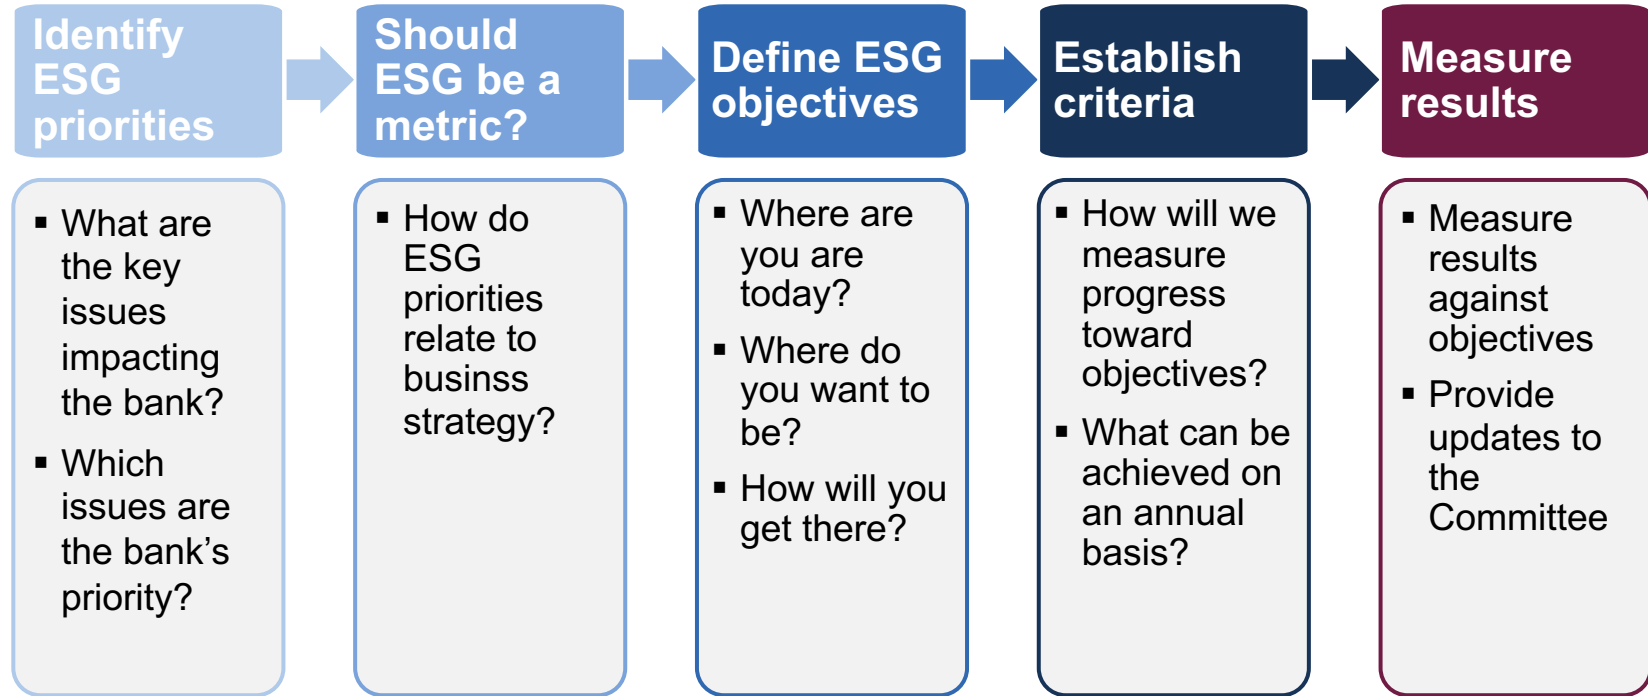 Identify
ESG
priorities
▪ What are
the key
issues
impacting
the bank?
▪ Which
issues are
the bank’s
priority?
Should
ESG be a
metric?
▪ How do
ESG
priorities
relate to
businss
strategy?
Define ESG
objectives
▪ Where are
you are
today?
▪ Where do
you want to
be?
▪ How will you
get there?
Establish
criteria
▪ How will we
measure
progress
toward
objectives?
▪ What can be
achieved on
an annual
basis?
Measure
results
▪ Measure
results
against
objectives
▪ Provide
updates to
the
Committee